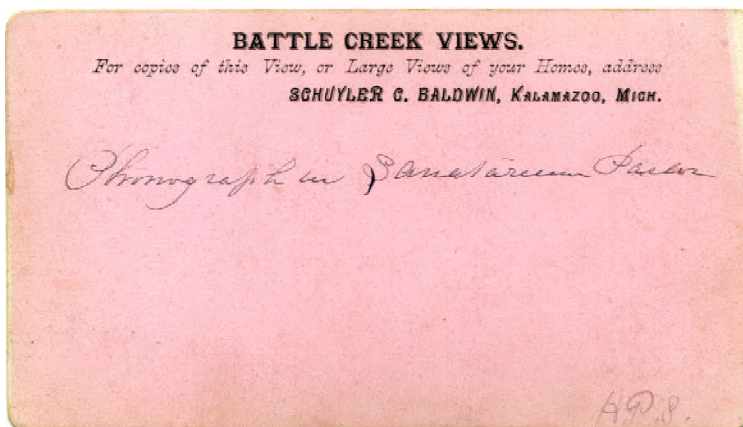 BATTLE CREEK VIEWS.
For copies of this View, or Large Views of your Homes, address
SCHUYLER C. BALDWIN, KALAMAZOO, MICH.
Phonograph in Sanatarium Parlor
H.P.S.